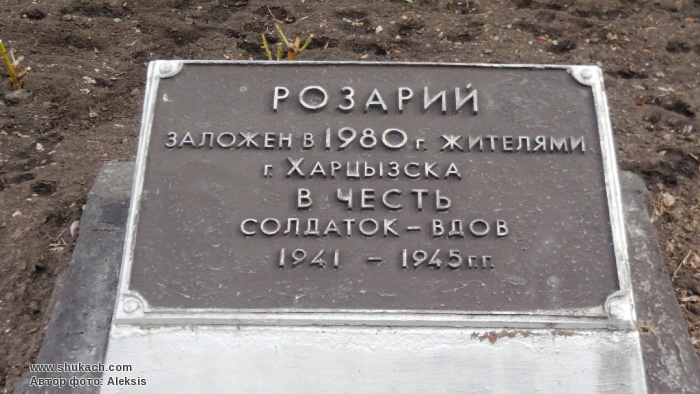 РОЗАРИЙ
ЗАЛОЖЕН В 1980 г. ЖИТЕЛЯМИ
г. ХАРЦЫЗСКА
В ЧЕСТЬ
СОЛДАТОК – ВДОВ
1941 – 1945 г.г.
www.shukach.com
Автор фото: Aleksis